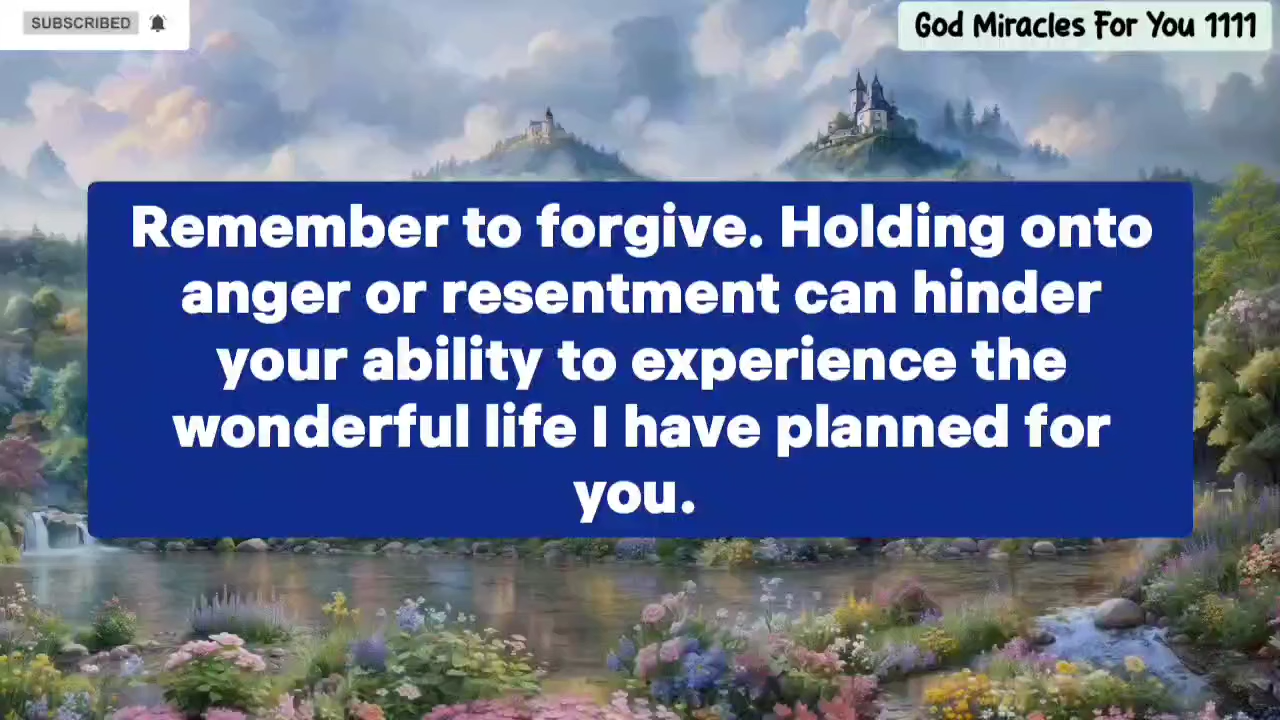 SUBSCRIBED
God Miracles For You 1111
Remember to forgive. Holding onto
anger or resentment can hinder
your ability to experience the
wonderful life I have planned for
you.